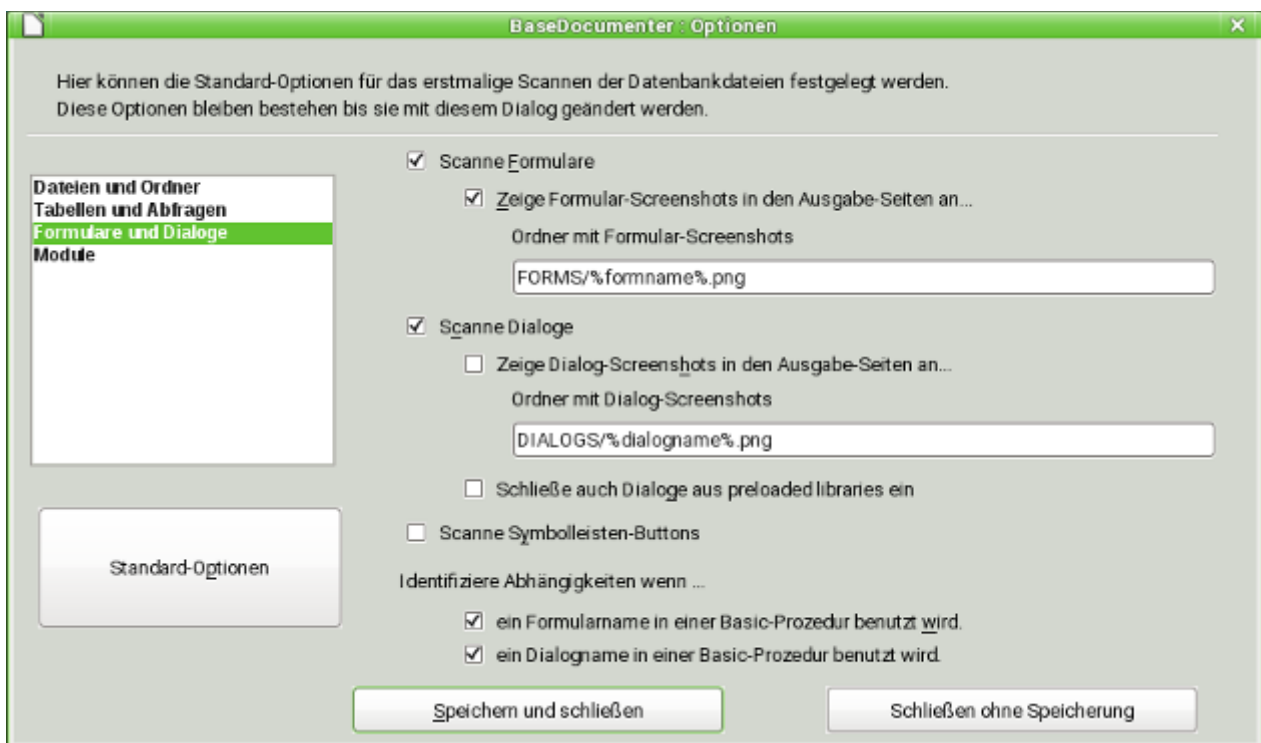 BaseDocumenter : Optionen
Hier können die Standard-Optionen für das erstmalige Scannen der Datenbankdateien festgelegt werden.
Diese Optionen bleiben bestehen bis sie mit diesem Dialog geändert werden.
Dateien und Ordner
Tabellen und Abfragen
Formulare und Dialoge
Module
Standard-Optionen
Scanne Formulare
Zeige Formular-Screenshots in den Ausgabe-Seiten an...
Ordner mit Formular-Screenshots
FORMS/%formname%.png
Scanne Dialoge
Zeige Dialog-Screenshots in den Ausgabe-Seiten an...
Ordner mit Dialog-Screenshots
DIALOGS/%dialogname%.png
Schließe auch Dialoge aus preloaded libraries ein
Scanne Symbolleisten-Buttons
Identifiziere Abhängigkeiten wenn ...
ein Formularname in einer Basic-Prozedur benutzt wird.
ein Dialogname in einer Basic-Prozedur benutzt wird.
Speichern und schließen
Schließen ohne Speicherung